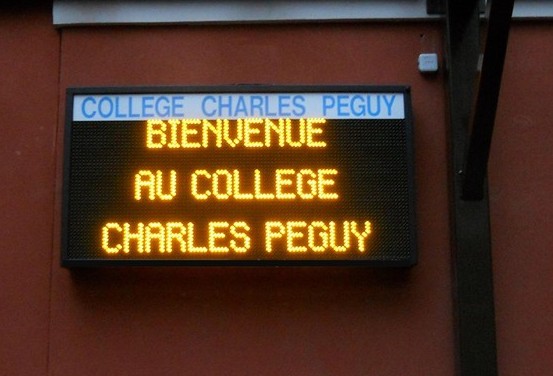 COLLEGE CHARLES PEGUY
BIENVENUE
AU COLLEGE
CHARLES PEGUY